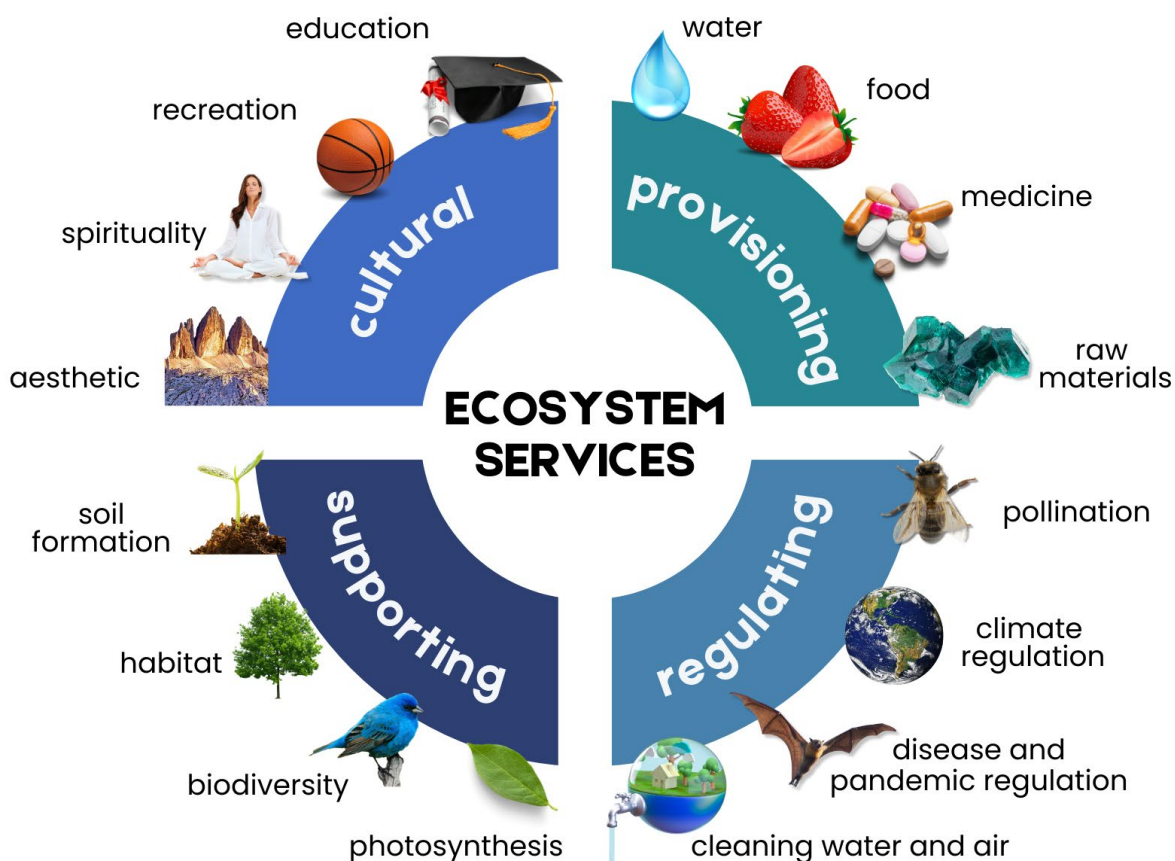 education
recreation
spirituality
aesthetic
cultural
water
food
medicine
raw
materials
provisioning
ECOSYSTEM
SERVICES
soil
formation
habitat
biodiversity
photosynthesis
supporting
pollination
climate
regulation
disease and
pandemic regulation
cleaning water and air
regulating